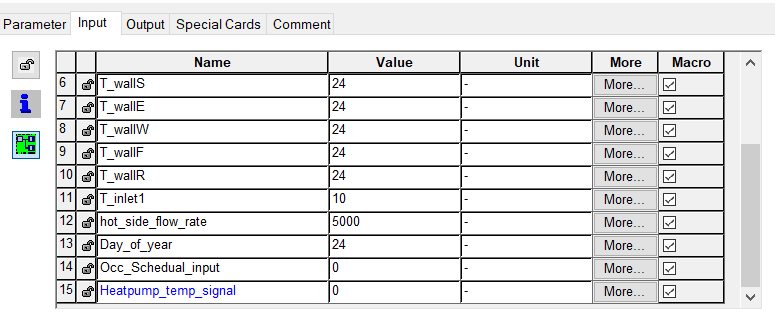 Parameter Input Output Special Cards Comment
Name Value Unit More Macro
6 T_wallS 24 - More...
7 T_wallE 24 - More...
8 T_wallW 24 - More...
9 T_wallF 24 - More...
10 T_wallR 24 - More...
11 T_inlet1 10 - More...
12 hot_side_flow_rate 5000 - More...
13 Day_of_year 24 - More...
14 Occ_Schedual_input 0 - More...
15 Heatpump_temp_signal 0 - More...